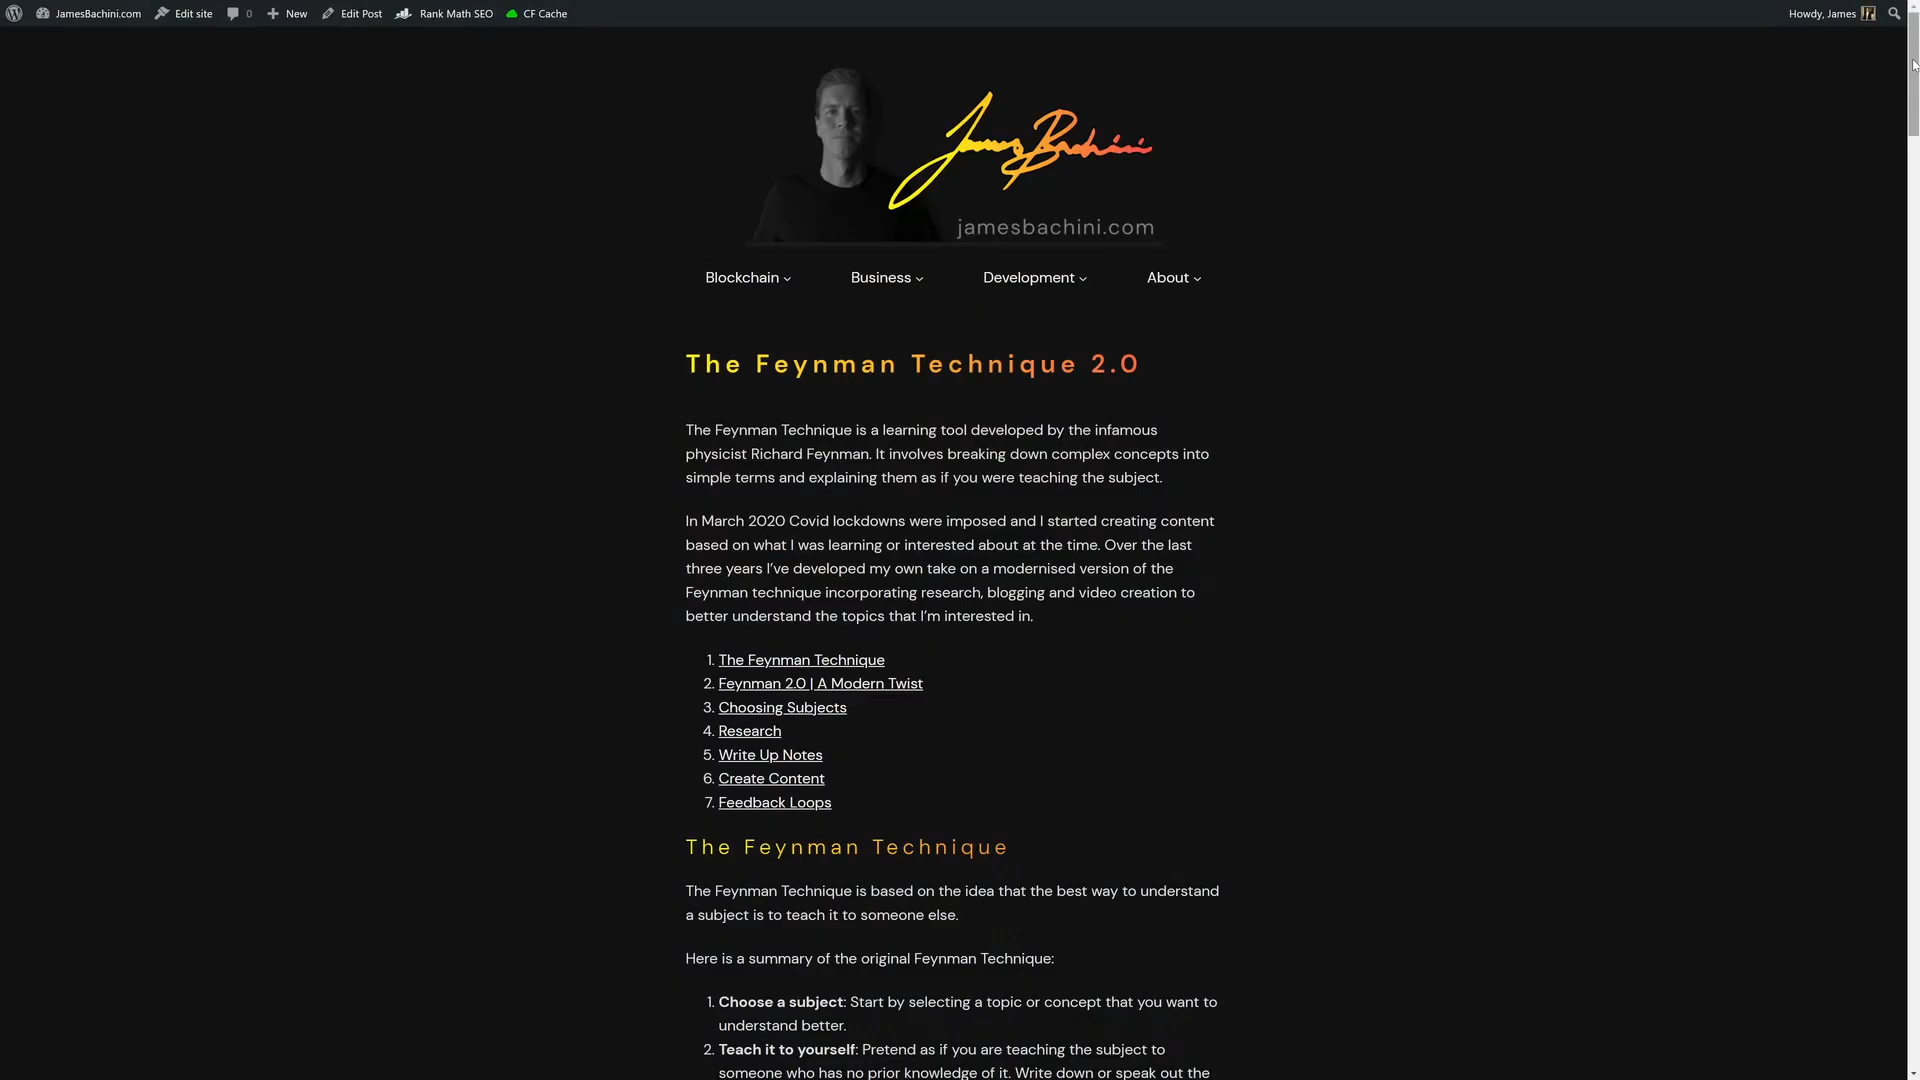 JamesBachini.com Edit site 0 New Edit Post Rank Math SEO CF Cache Howdy, James
James Bachini
jamesbachini.com
Blockchain Business Development About
The Feynman Technique 2.0
The Feynman Technique is a learning tool developed by the infamous
physicist Richard Feynman. It involves breaking down complex concepts into
simple terms and explaining them as if you were teaching the subject.
In March 2020 Covid lockdowns were imposed and I started creating content
based on what I was learning or interested about at the time. Over the last
three years I’ve developed my own take on a modernised version of the
Feynman technique incorporating research, blogging and video creation to
better understand the topics that I’m interested in.
1. The Feynman Technique
2. Feynman 2.0 | A Modern Twist
3. Choosing Subjects
4. Research
5. Write Up Notes
6. Create Content
7. Feedback Loops
The Feynman Technique
The Feynman Technique is based on the idea that the best way to understand
a subject is to teach it to someone else.
Here is a summary of the original Feynman Technique:
1. Choose a subject: Start by selecting a topic or concept that you want to
understand better.
2. Teach it to yourself: Pretend as if you are teaching the subject to
someone who has no prior knowledge of it. Write down or speak out the